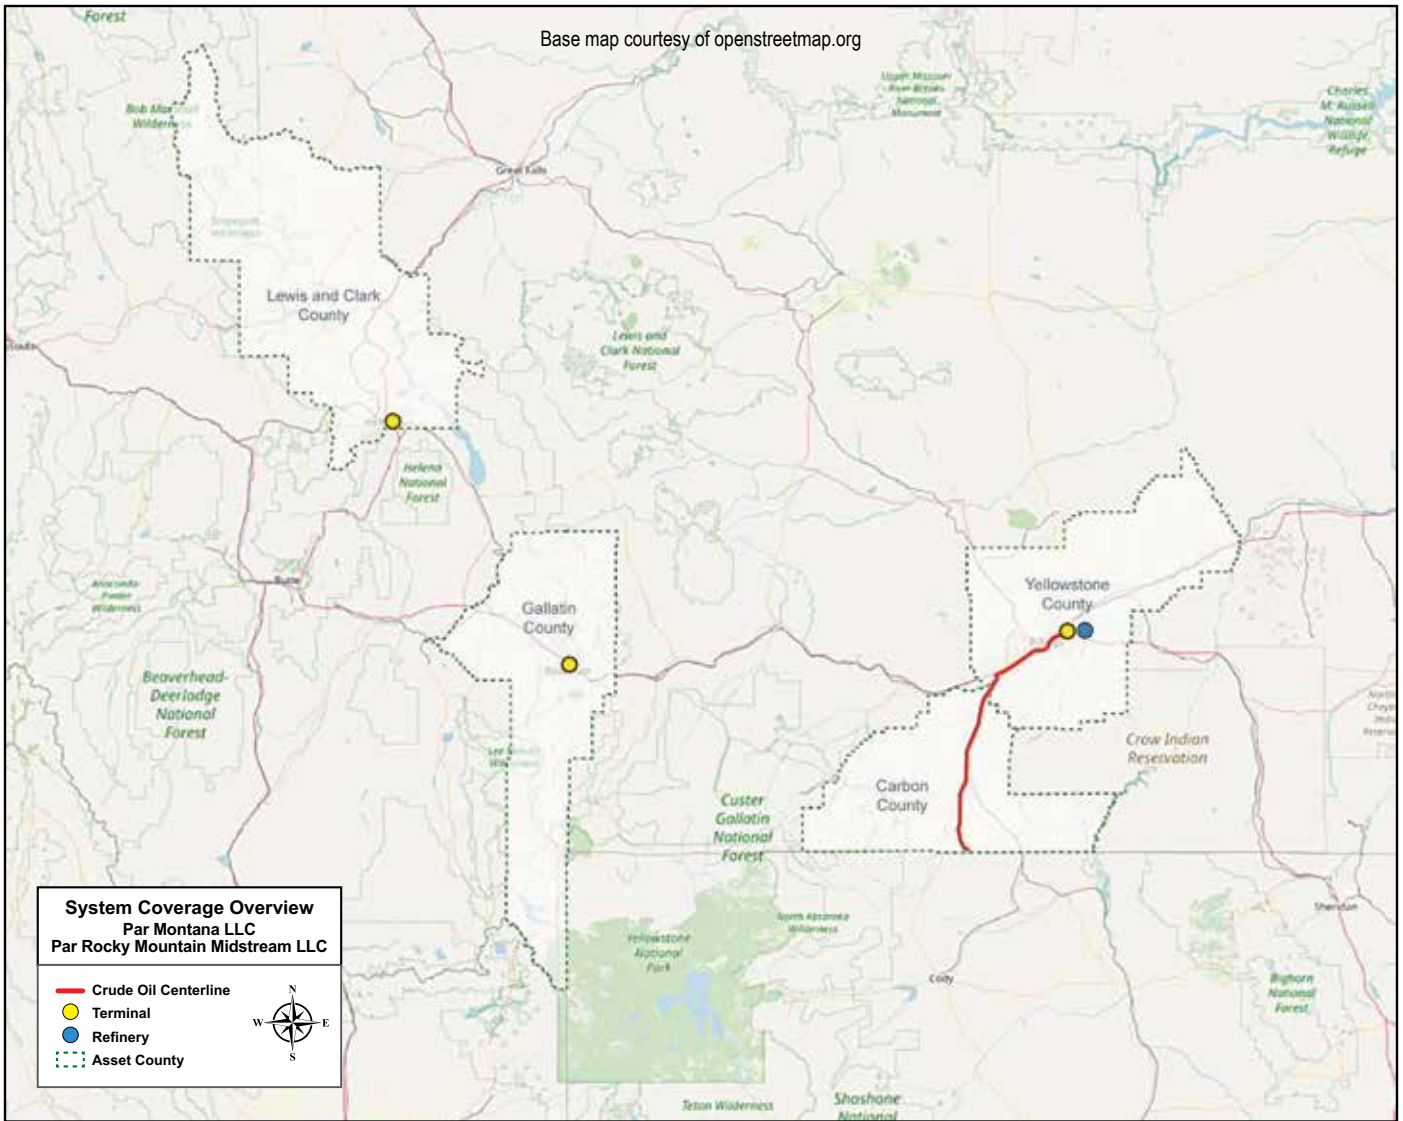 Forest
Base map courtesy of openstreetmap.org
Upper Missouri
River Breaks
National
Monument
Charles
M. Russell
National
Wildlife
Refuge
Bob Marshall
Wilderness
Great Falls
Lewis and Clark
County
Lewis and
Clark National
Forest
Helena
National
Forest
Butte
Anaconda
Pintler
Wilderness
Gallatin
County
Yellowstone
County
Beaverhead-
Deerlodge
National
Forest
Crow Indian
Reservation
Carbon
County
Custer
Gallatin
National
Forest
North Absaroka
Wilderness
Yellowstone
National
Park
Cody
Sheridan
Bighorn
National
Forest
Teton Wilderness
Shoshone
National
System Coverage Overview
Par Montana LLC
Par Rocky Mountain Midstream LLC
Crude Oil Centerline
Terminal
Refinery
Asset County
N
W
E
S